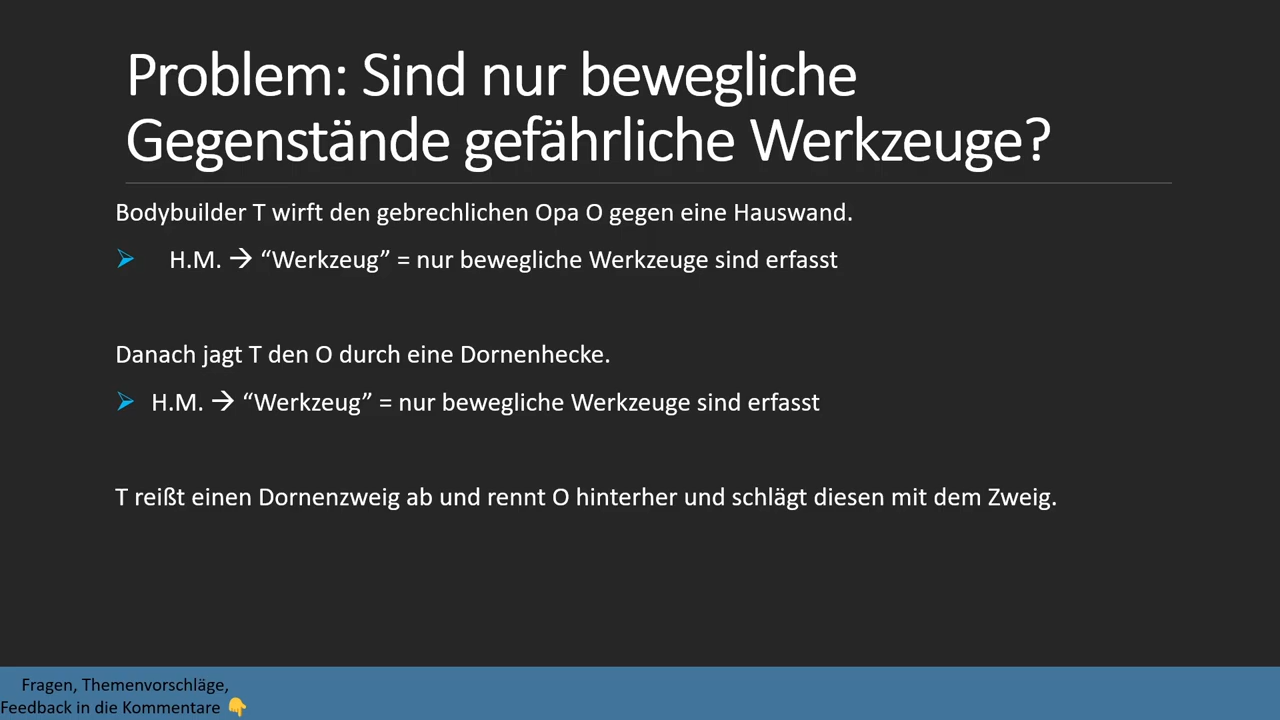 Problem: Sind nur bewegliche
Gegenstände gefährliche Werkzeuge?
Bodybuilder T wirft den gebrechlichen Opa O gegen eine Hauswand.
➢ H.M. → “Werkzeug” = nur bewegliche Werkzeuge sind erfasst
Danach jagt T den O durch eine Dornenhecke.
➢ H.M. → “Werkzeug” = nur bewegliche Werkzeuge sind erfasst
T reißt einen Dornenzweig ab und rennt O hinterher und schlägt diesen mit dem Zweig.
Fragen, Themenvorschläge,
Feedback in die Kommentare 👇